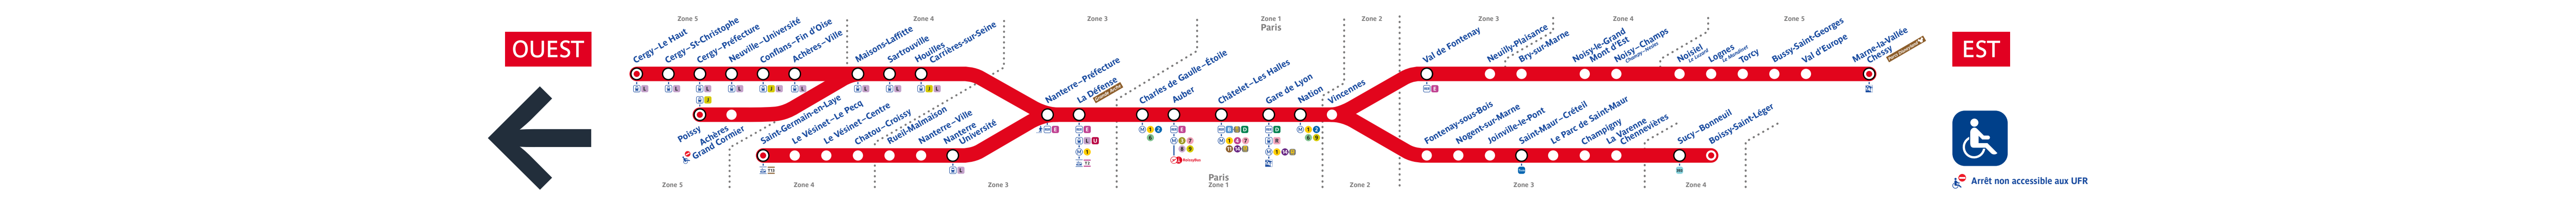 OUEST
Zone 5
Zone 4
Zone 3
Zone 1
Paris
Zone 2
Zone 3
Zone 4
Zone 5
EST
Cergy–Le Haut
Cergy–St-Christophe
Cergy–Préfecture
Neuville–Université
Conflans–Fin d'Oise
Achères–Ville
Maisons-Laffitte
Sartrouville
Houilles
Carrières-sur-Seine
Nanterre–Préfecture
La Défense
Grande Arche
Charles de Gaulle–Étoile
Auber
Châtelet–Les Halles
Gare de Lyon
Nation
Vincennes
Val de Fontenay
Neuilly-Plaisance
Bry-sur-Marne
Noisy-le-Grand
Mont d'Est
Noisy–Champs
Noisiel
Le Luzard
Lognes
Le Mandinet
Torcy
Bussy-Saint-Georges
Val d'Europe
Marne-la-Vallée
Chessy
Poissy
Achères
Grand Cormier
Saint-Germain-en-Laye
Le Vésinet–Le Pecq
Le Vésinet–Centre
Chatou–Croissy
Rueil-Malmaison
Nanterre–Ville
Nanterre
Université
Fontenay-sous-Bois
Nogent-sur-Marne
Joinville-le-Pont
Saint-Maur–Créteil
Le Parc de Saint-Maur
Champigny
La Varenne
Chennevières
Sucy–Bonneuil
Boissy-Saint-Léger
RoissyBus
Zone 5
Zone 4
Zone 3
Paris
Zone 1
Zone 2
Zone 3
Zone 4
Arrêt non accessible aux UFR